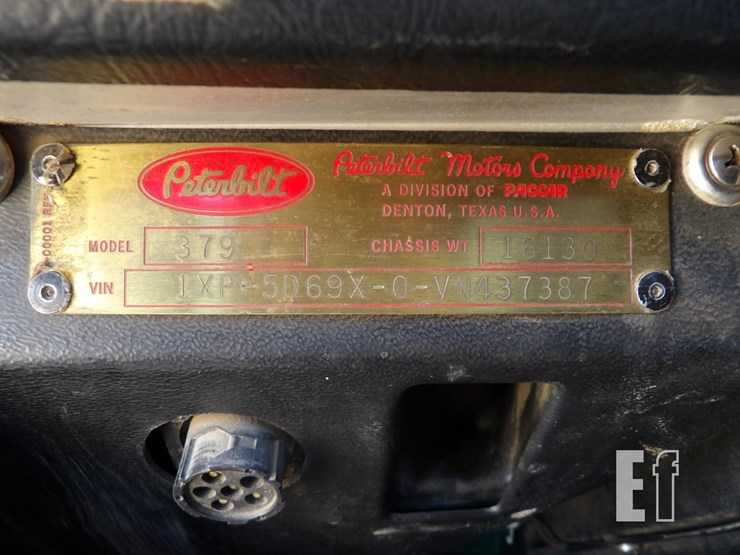 Peterbilt
Peterbilt Motors Company
A DIVISION OF PACCAR
DENTON, TEXAS U.S.A.
MODEL 379 CHASSIS WT 16130
VIN 1XP-5D69X-0-VN437387
Ef